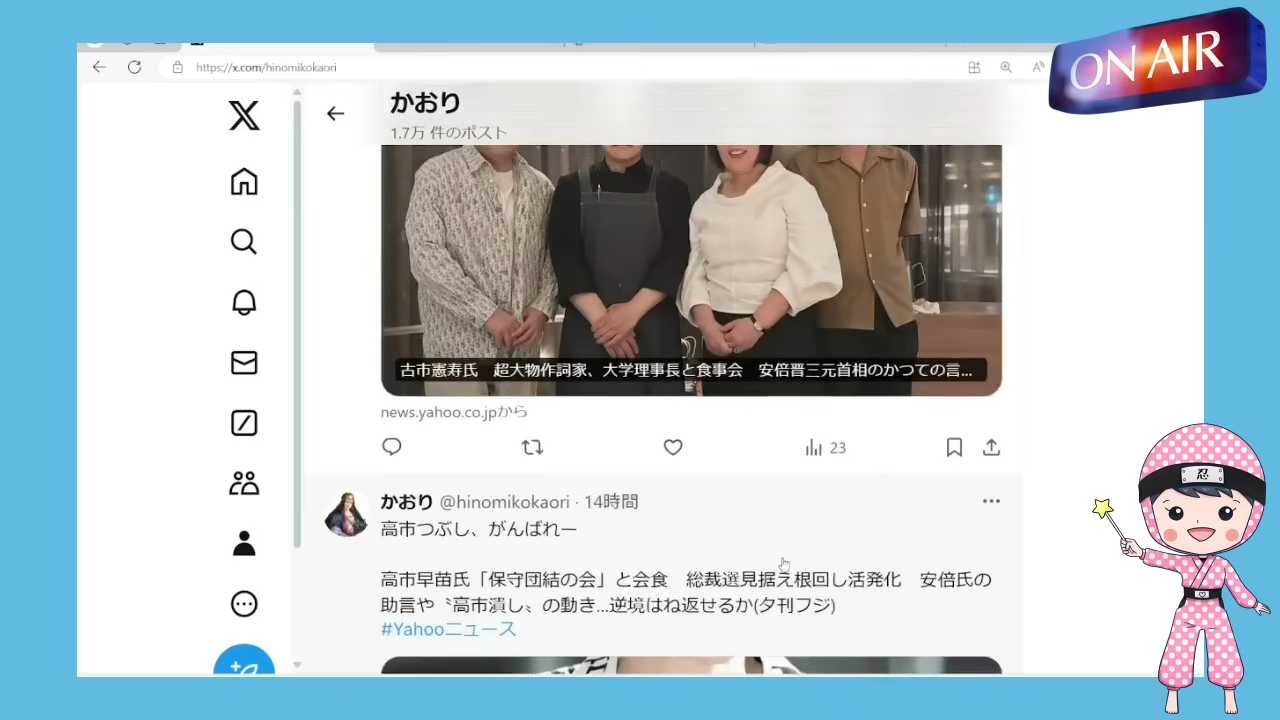 ON AIR
https://x.com/hinomikokaori
かおり
1.7万 件のポスト
古市憲寿氏　超大物作詞家、大学理事長と食事会　安倍晋三元首相のかつての言...
news.yahoo.co.jpから
23
かおり @hinomikokaori · 14時間
高市つぶし、がんばれー
高市早苗氏「保守団結の会」と会食　総裁選見据え根回し活発化　安倍氏の
助言や〝高市潰し〟の動き...逆境はね返せるか(夕刊フジ)
#Yahooニュース
忍